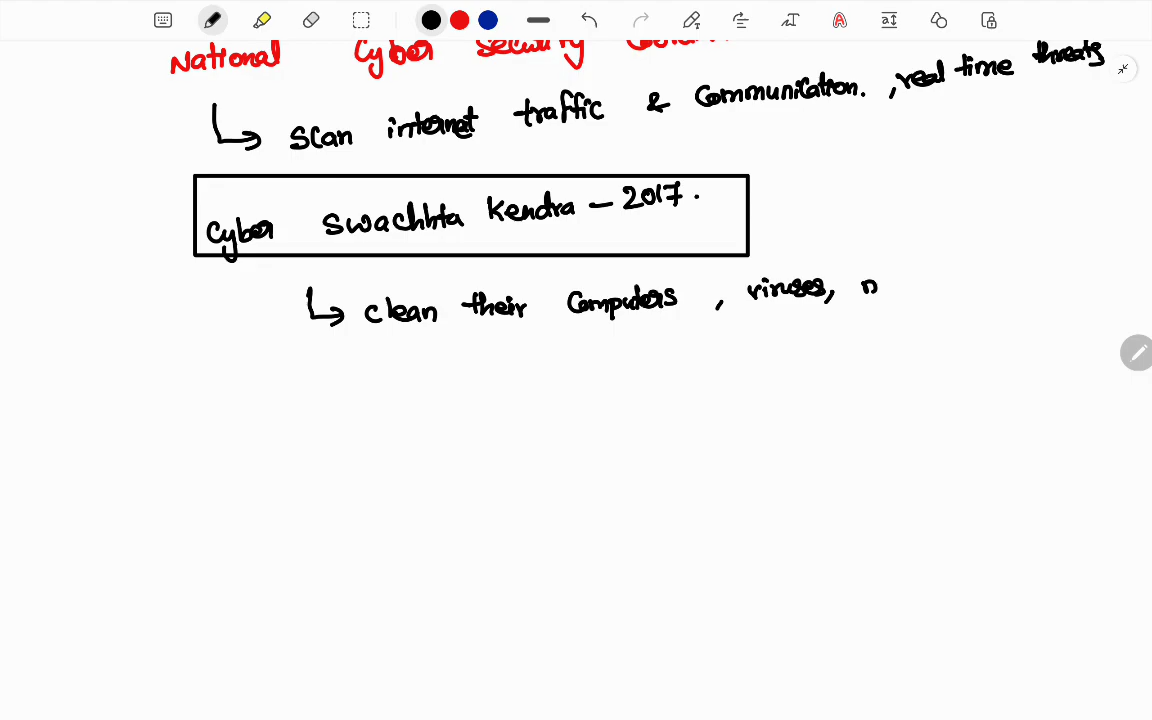 National Cyber Security
scan internet traffic & communication. , real time threats
Cyber Swachhta Kendra – 2017.
clean their computers , viruses,